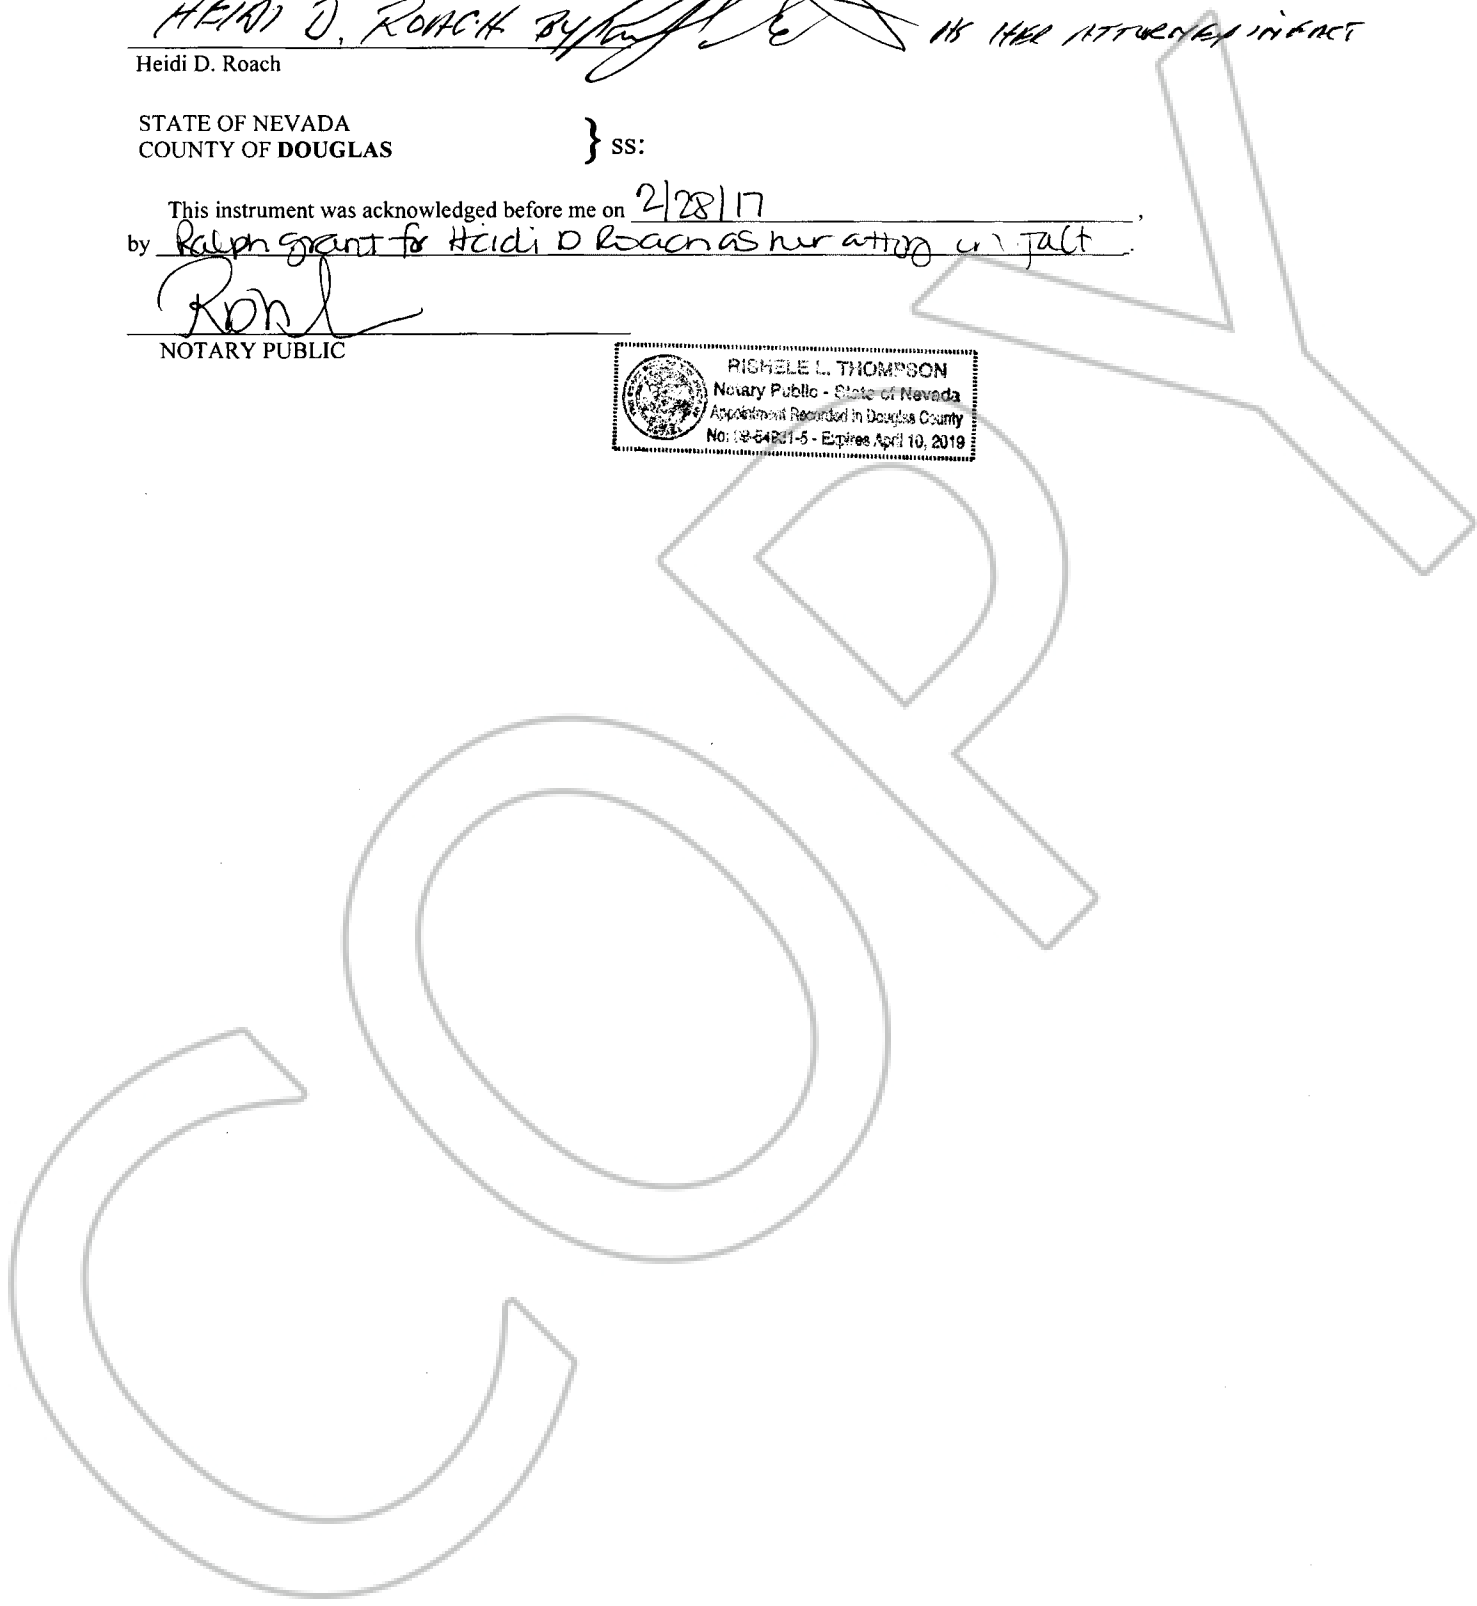 HEIDI D. ROACH BY AS HER ATTORNEY IN FACT
Heidi D. Roach
STATE OF NEVADA
COUNTY OF DOUGLAS } ss:
This instrument was acknowledged before me on 2/28/17,
by Ralph Grant for Heidi D Roach as her attny in fact.
NOTARY PUBLIC
RISHELE L. THOMPSON
Notary Public - State of Nevada
Appointment Recorded in Douglas County
No: - Expires April 10, 2019
COPY